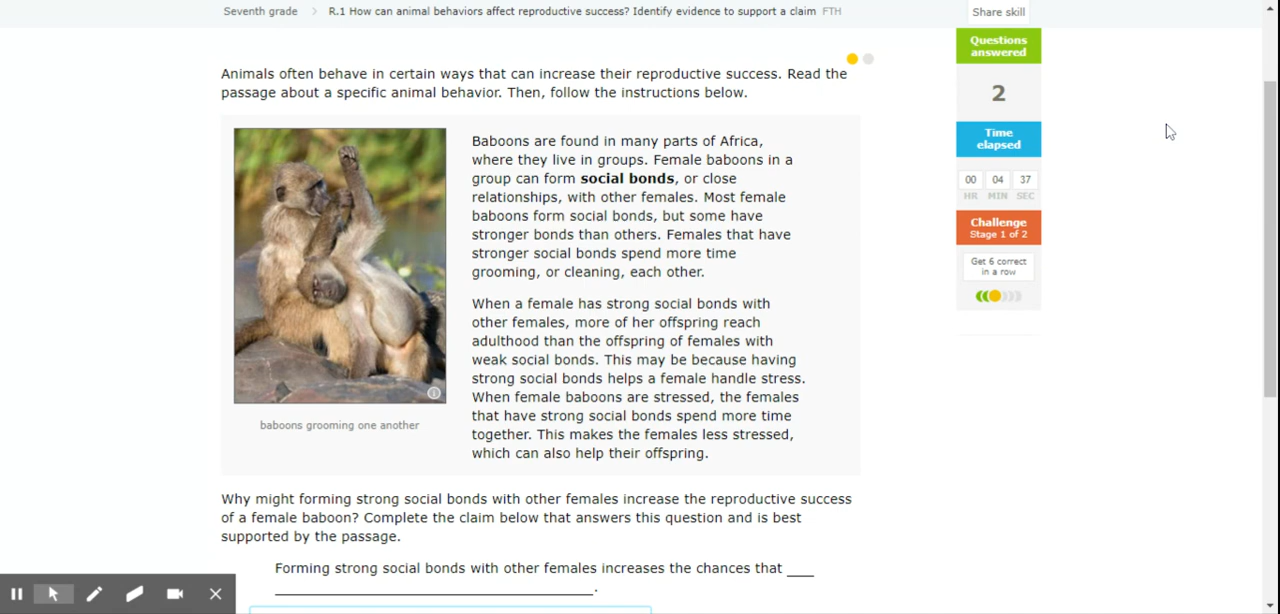 Seventh grade > R.1 How can animal behaviors affect reproductive success? Identify evidence to support a claim FTH
Share skill
Animals often behave in certain ways that can increase their reproductive success. Read the
passage about a specific animal behavior. Then, follow the instructions below.
Baboons are found in many parts of Africa,
where they live in groups. Female baboons in a
group can form social bonds, or close
relationships, with other females. Most female
baboons form social bonds, but some have
stronger bonds than others. Females that have
stronger social bonds spend more time
grooming, or cleaning, each other.
When a female has strong social bonds with
other females, more of her offspring reach
adulthood than the offspring of females with
weak social bonds. This may be because having
strong social bonds helps a female handle stress.
When female baboons are stressed, the females
that have strong social bonds spend more time
together. This makes the females less stressed,
which can also help their offspring.
baboons grooming one another
Why might forming strong social bonds with other females increase the reproductive success
of a female baboon? Complete the claim below that answers this question and is best
supported by the passage.
Forming strong social bonds with other females increases the chances that ____
____.
Questions
answered
2
Time
elapsed
00 04 37
HR MIN SEC
Challenge
Stage 1 of 2
Get 6 correct
in a row